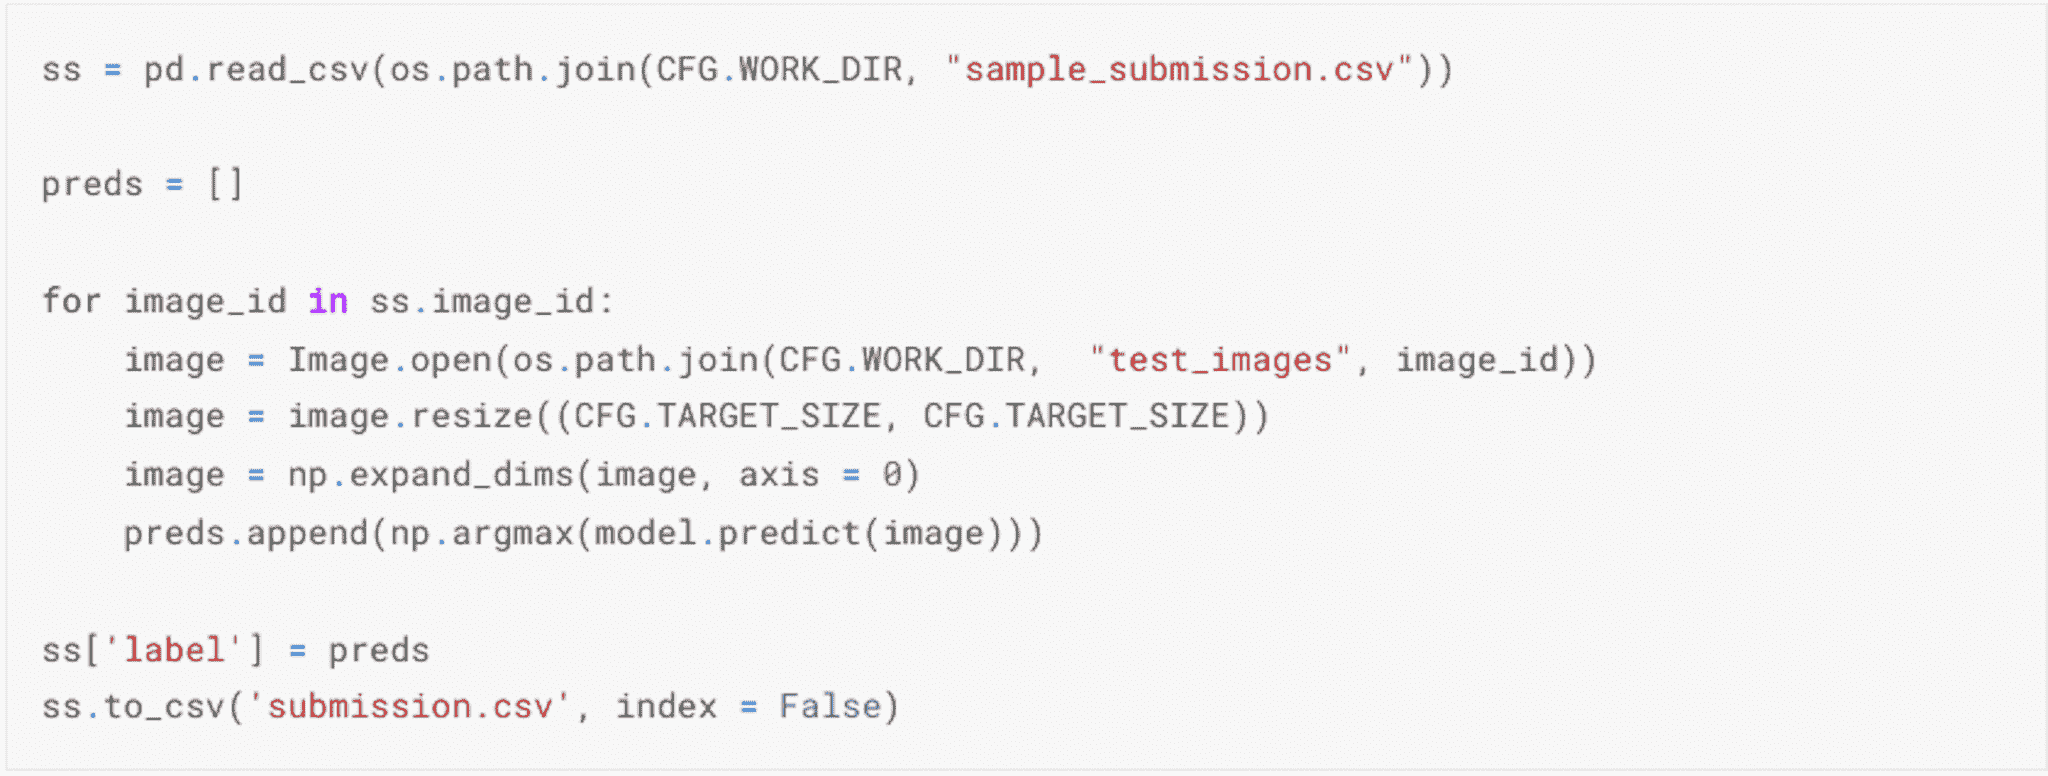 ss = pd.read_csv(os.path.join(CFG.WORK_DIR, "sample_submission.csv"))
preds = []
for image_id in ss.image_id:
    image = Image.open(os.path.join(CFG.WORK_DIR,  "test_images", image_id))
    image = image.resize((CFG.TARGET_SIZE, CFG.TARGET_SIZE))
    image = np.expand_dims(image, axis = 0)
    preds.append(np.argmax(model.predict(image)))
ss['label'] = preds
ss.to_csv('submission.csv', index = False)